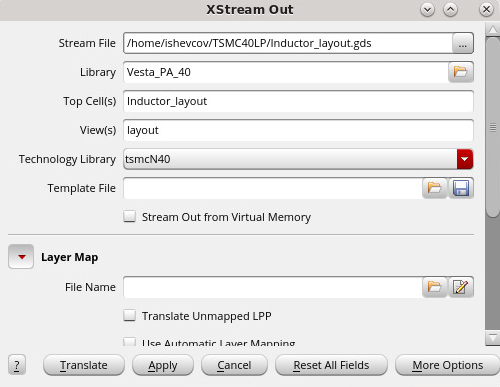 XStream Out
Stream File /home/ishevcov/TSMC40LP/Inductor_layout.gds ...
Library Vesta_PA_40
Top Cell(s) Inductor_layout
View(s) layout
Technology Library tsmcN40
Template File
Stream Out from Virtual Memory
Layer Map
File Name
Translate Unmapped LPP
Use Automatic Layer Mapping
? Translate Apply Cancel Reset All Fields More Options